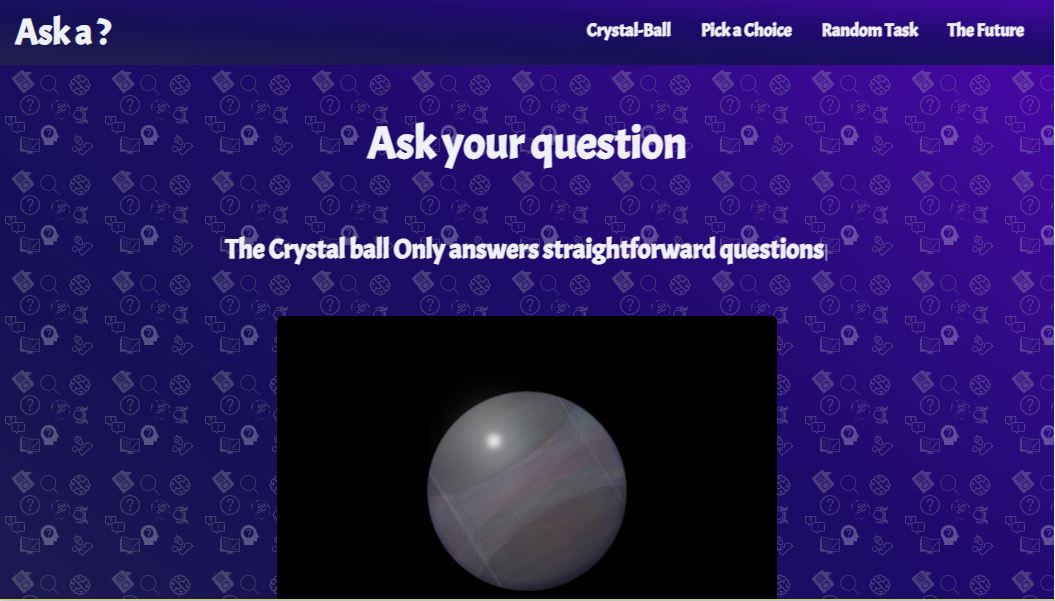 Ask a ?
Crystal-Ball
Pick a Choice
Random Task
The Future
Ask your question
The Crystal ball Only answers straightforward questions